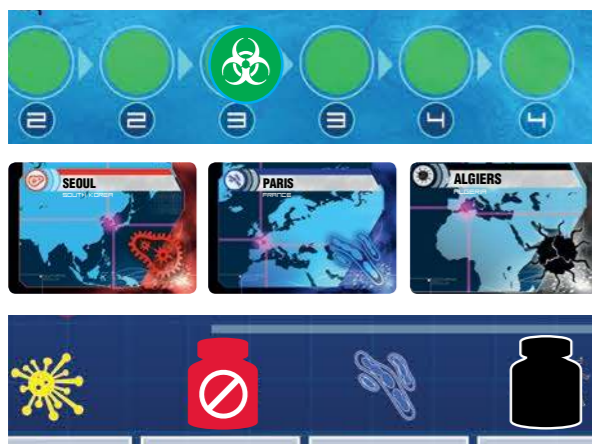 2 2 3 3 4 4
SEOUL PARIS ALGIERS
SOUTH KOREA FRANCE ALGERIA